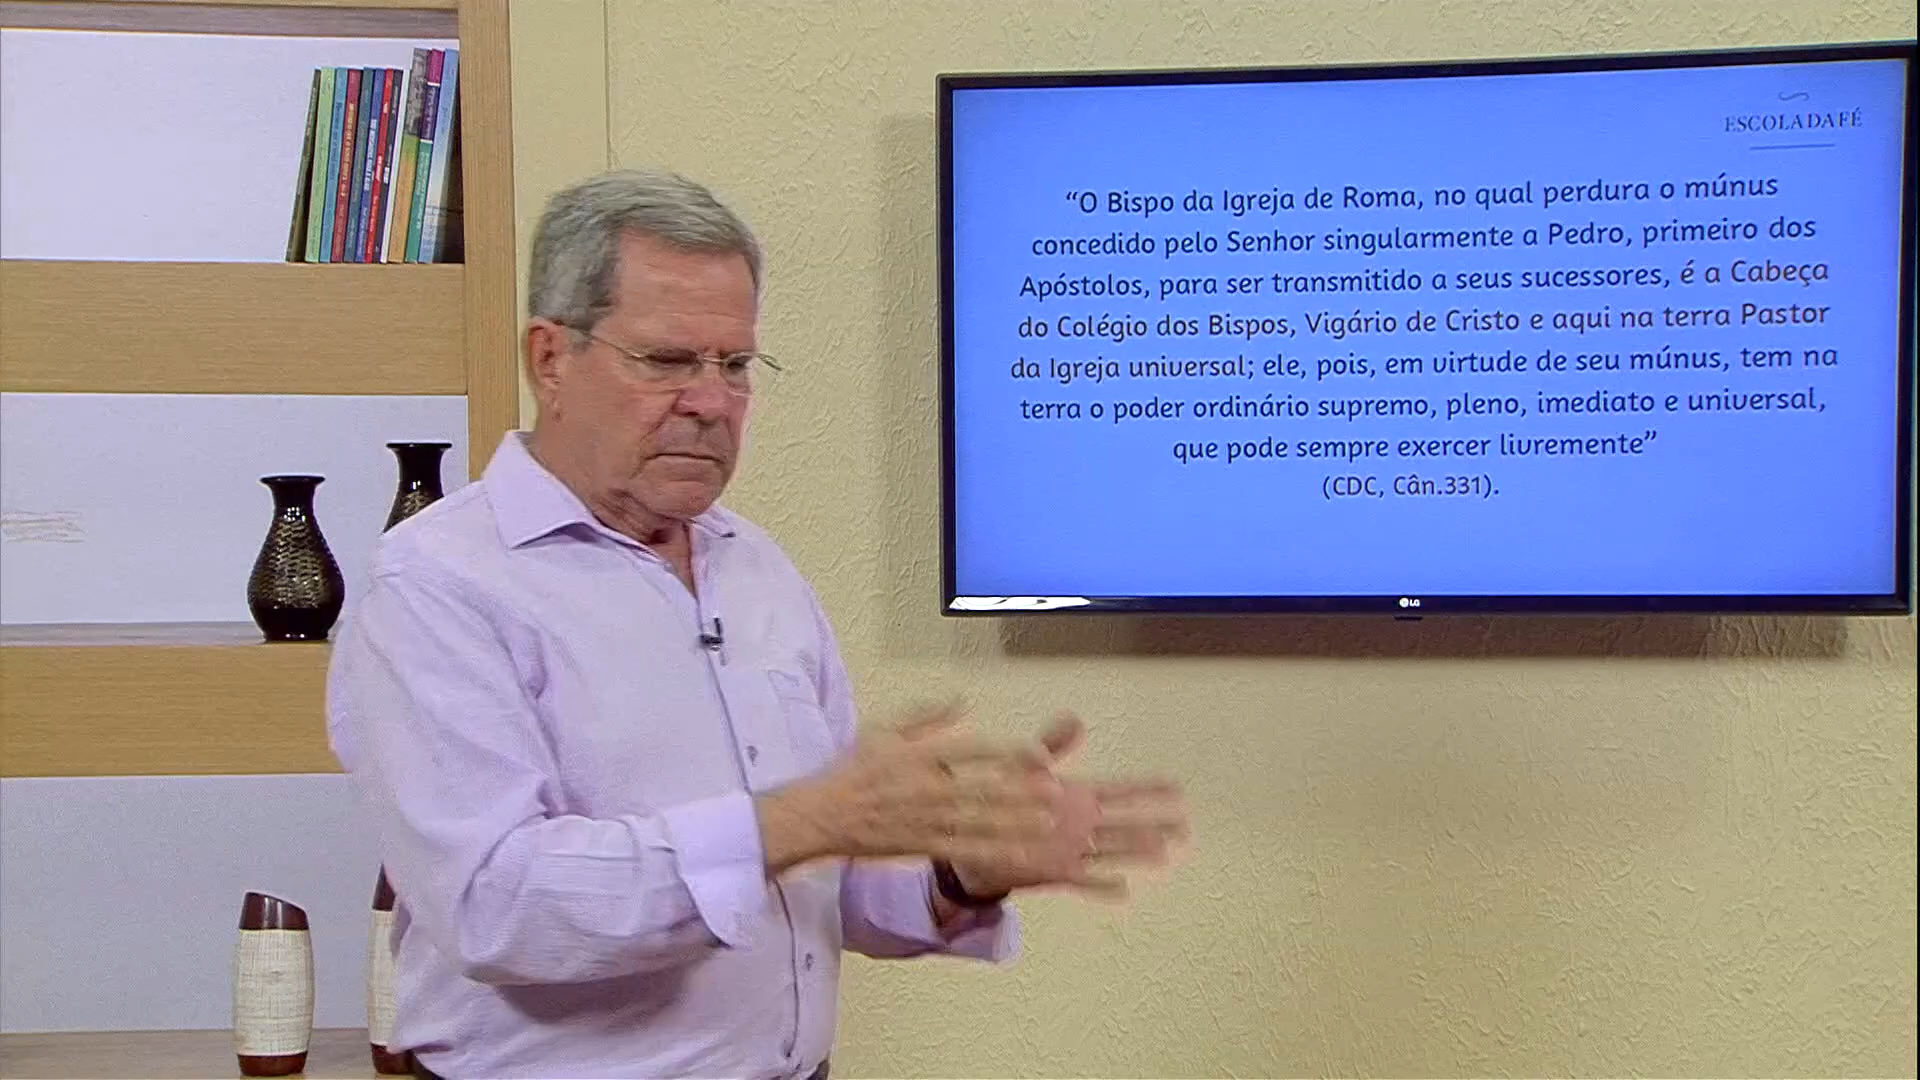 ESCOLADAFÉ
“O Bispo da Igreja de Roma, no qual perdura o múnus
concedido pelo Senhor singularmente a Pedro, primeiro dos
Apóstolos, para ser transmitido a seus sucessores, é a Cabeça
do Colégio dos Bispos, Vigário de Cristo e aqui na terra Pastor
da Igreja universal; ele, pois, em virtude de seu múnus, tem na
terra o poder ordinário supremo, pleno, imediato e universal,
que pode sempre exercer livremente”
(CDC, Cân.331).
LG